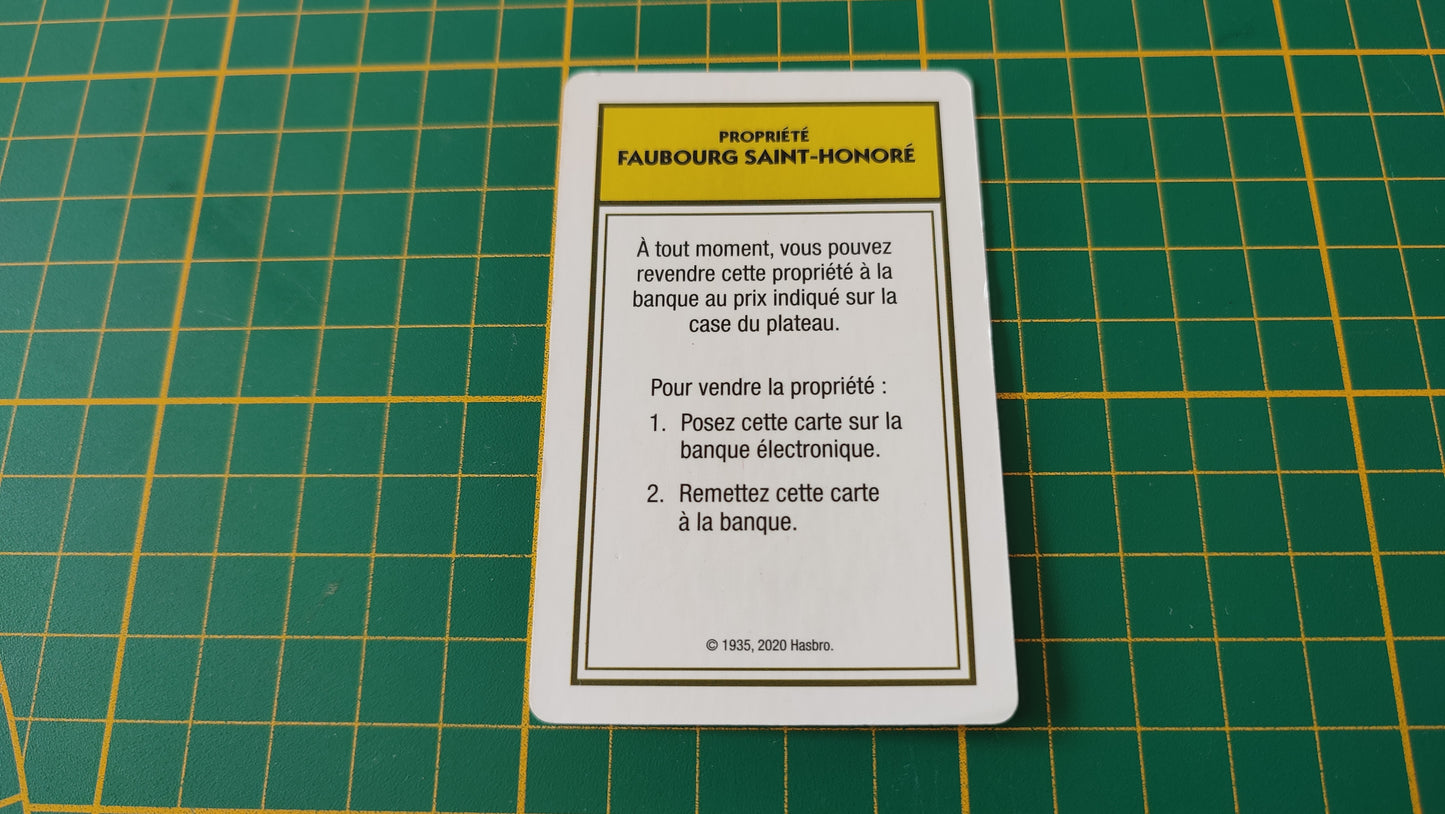 PROPRIÉTÉ
FAUBOURG SAINT-HONORÉ
À tout moment, vous pouvez
revendre cette propriété à la
banque au prix indiqué sur la
case du plateau.
Pour vendre la propriété :
1. Posez cette carte sur la
banque électronique.
2. Remettez cette carte
à la banque.
© 1935, 2020 Hasbro.